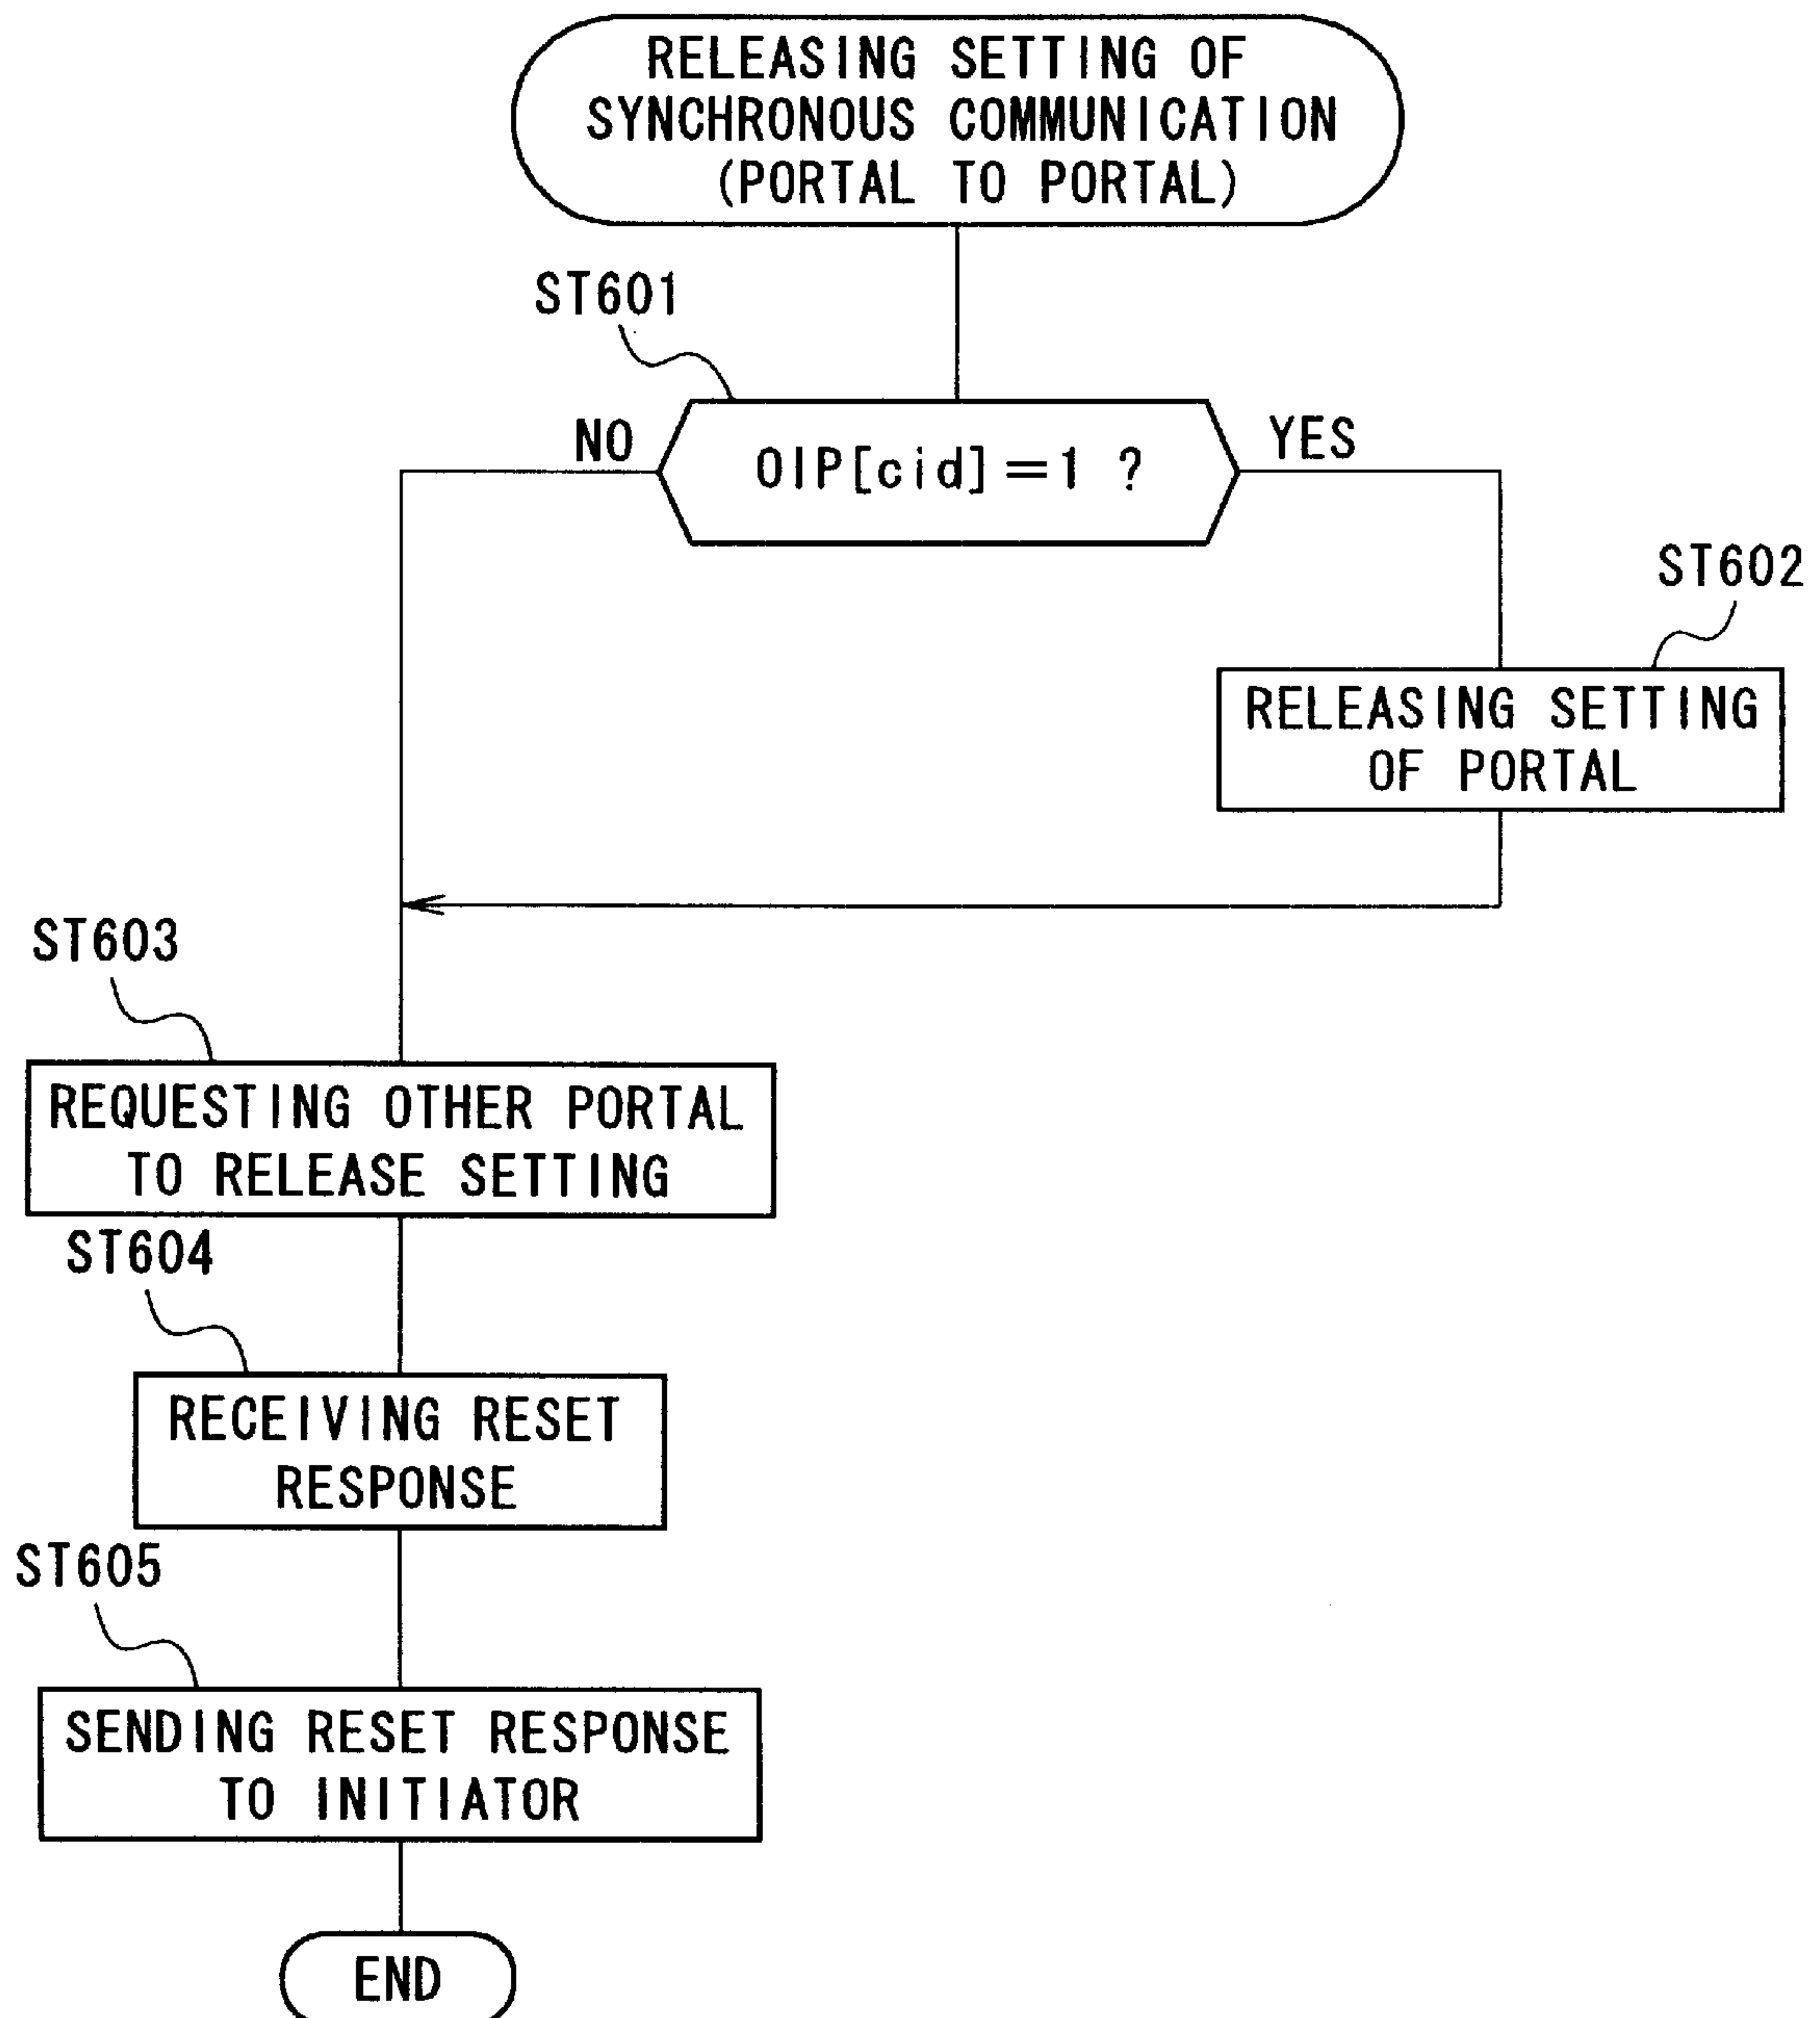 RELEASING SETTING OF
SYNCHRONOUS COMMUNICATION
(PORTAL TO PORTAL)
ST601
NO
OIP[cid]=1 ?
YES
ST602
RELEASING SETTING
OF PORTAL
ST603
REQUESTING OTHER PORTAL
TO RELEASE SETTING
ST604
RECEIVING RESET
RESPONSE
ST605
SENDING RESET RESPONSE
TO INITIATOR
END